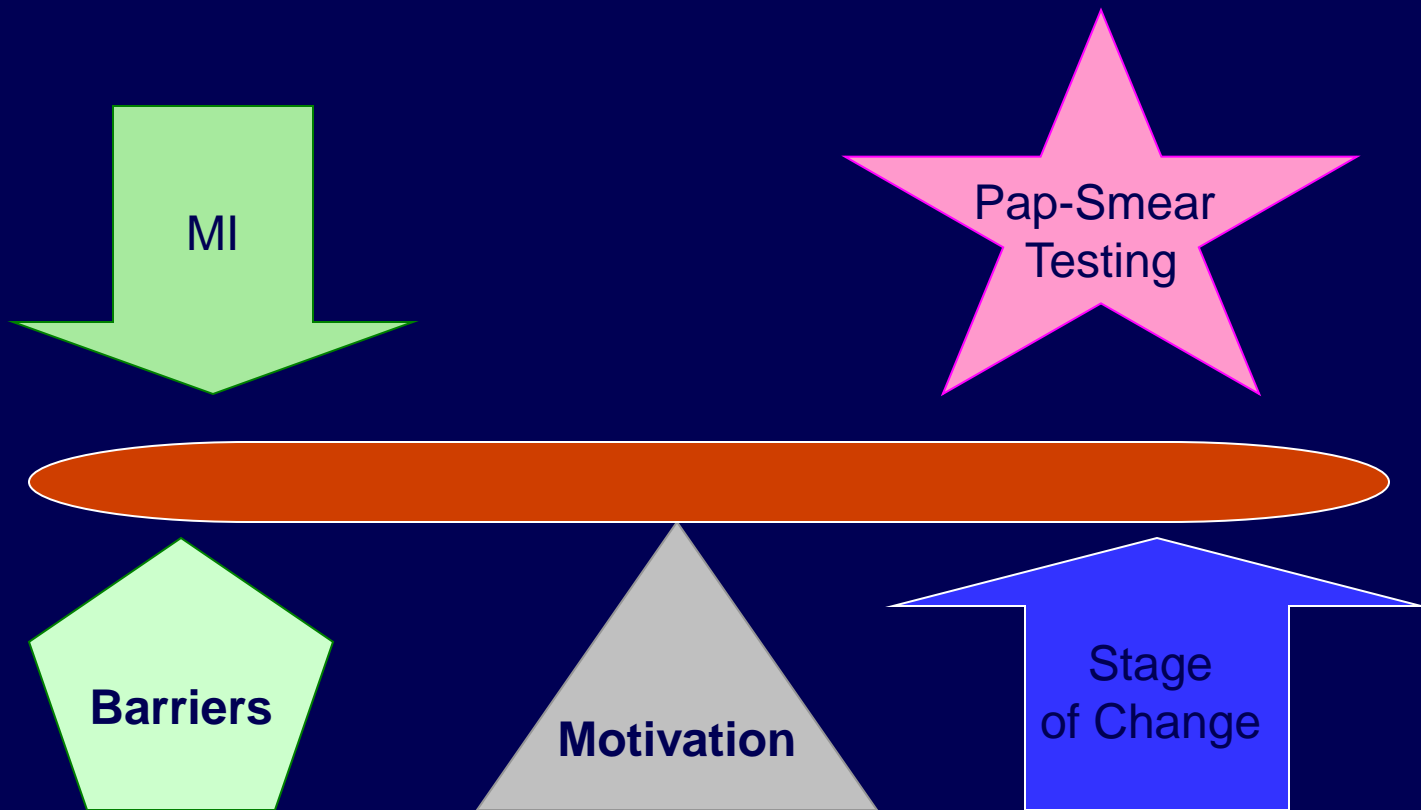 MI
Pap-Smear
Testing
Barriers
Motivation
Stage
of Change